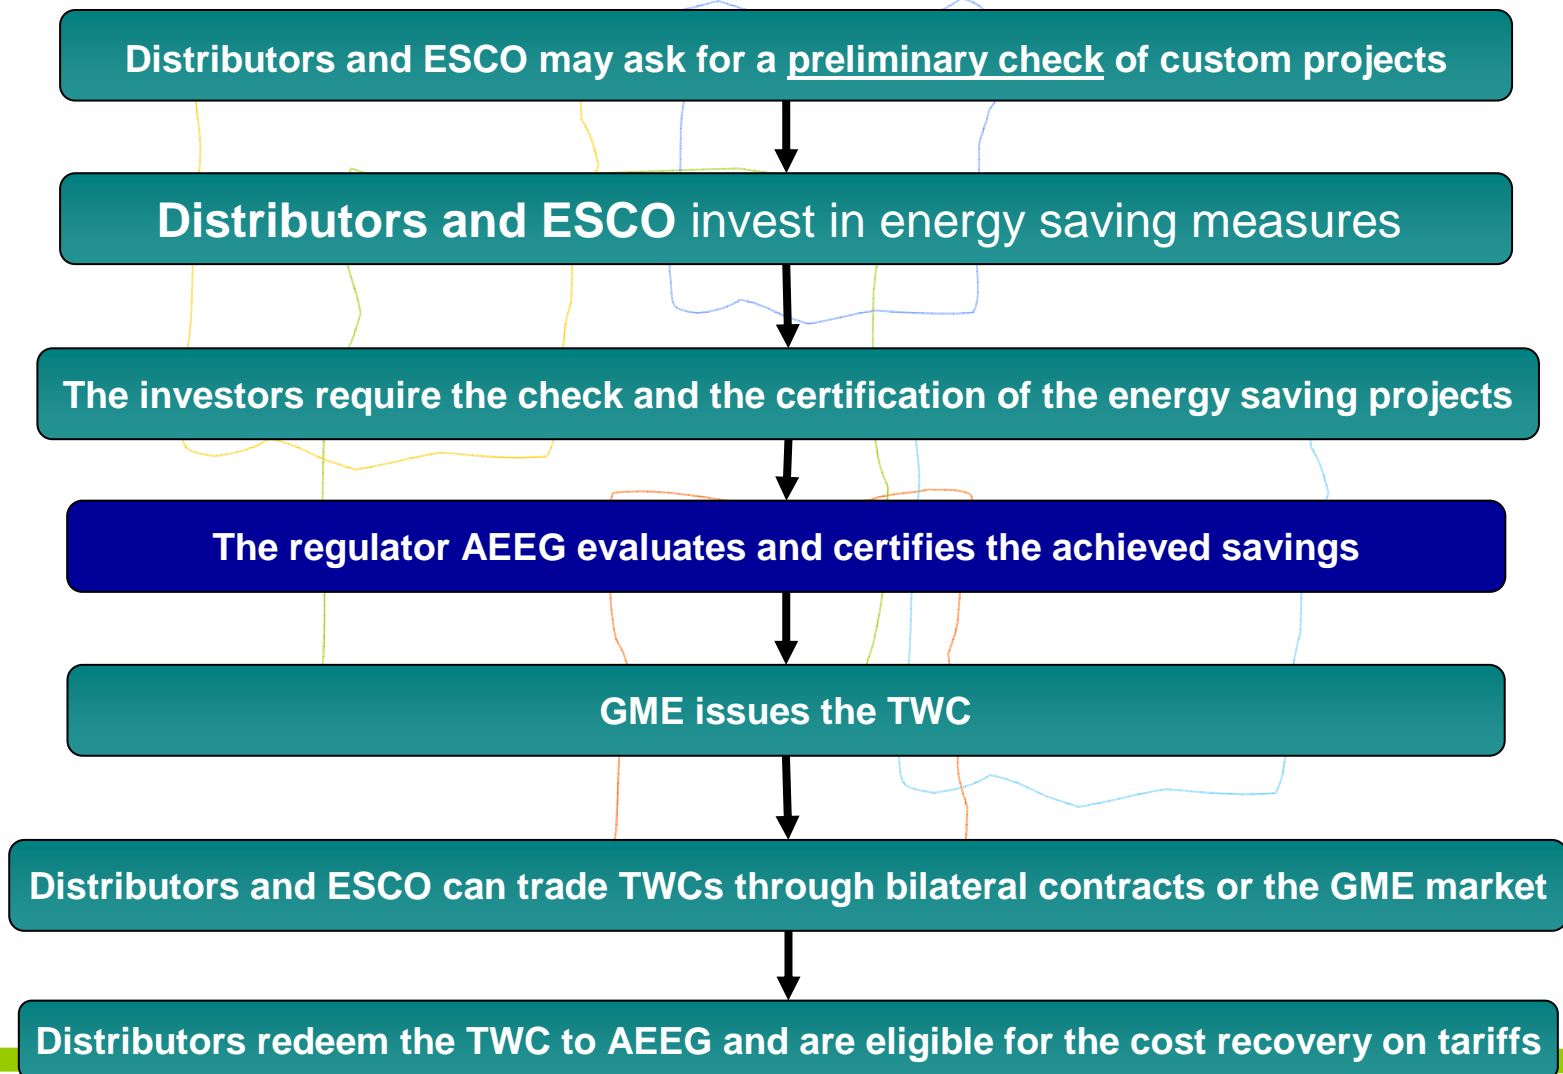 Distributors and ESCO may ask for a preliminary check of custom projects
Distributors and ESCO invest in energy saving measures
The investors require the check and the certification of the energy saving projects
The regulator AEEG evaluates and certifies the achieved savings
GME issues the TWC
Distributors and ESCO can trade TWCs through bilateral contracts or the GME market
Distributors redeem the TWC to AEEG and are eligible for the cost recovery on tariffs